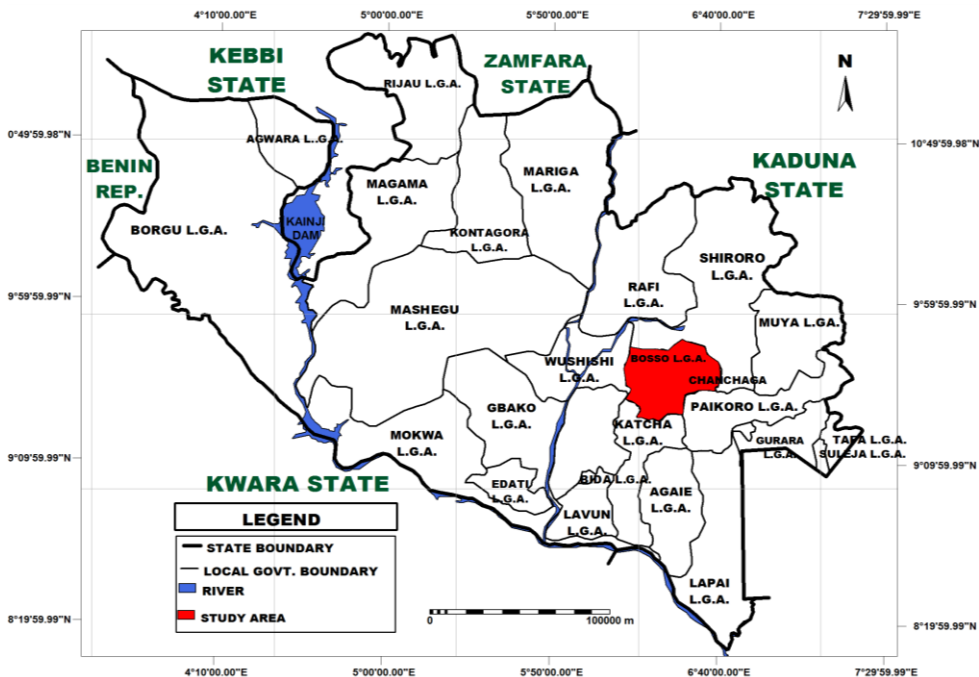 4°10'00.00"E
5°00'00.00"E
5°50'00.00"E
6°40'00.00"E
7°29'59.99"E
KEBBI
STATE
ZAMFARA
STATE
N
RIJAU L.G.A.
0°49'59.98"N
10°49'59.98"N
AGWARA L..G.A.
BENIN
REP.
KADUNA
STATE
MAGAMA
L.G.A.
MARIGA
L.G.A.
BORGU L.G.A.
KAINJI
DAM
KONTAGORA
L.G.A.
SHIRORO
L.G.A.
RAFI
L.G.A.
9°59'59.99"N
9°59'59.99"N
MASHEGU
L.G.A.
MUYA L.GA.
WUSHISHI
L.G.A.
BOSSO L.G.A.
CHANCHAGA
GBAKO
L.G.A.
PAIKORO L.G.A.
MOKWA
L.G.A.
KATCHA
L.G.A.
GURARA
L.G.A.
TAFA L.G.A.
SULEJA L.G.A.
9°09'59.99"N
9°09'59.99"N
KWARA STATE
EDATI
L.G.A.
BIDA L.G.A.
AGAIE
L.G.A.
LAVUN
L.G.A.
LEGEND
STATE BOUNDARY
LOCAL GOVT. BOUNDARY
RIVER
STUDY AREA
LAPAI
L.G.A.
0
100000 m
8°19'59.99"N
8°19'59.99"N
4°10'00.00"E
5°00'00.00"E
5°50'00.00"E
6°40'00.00"E
7°29'59.99"E